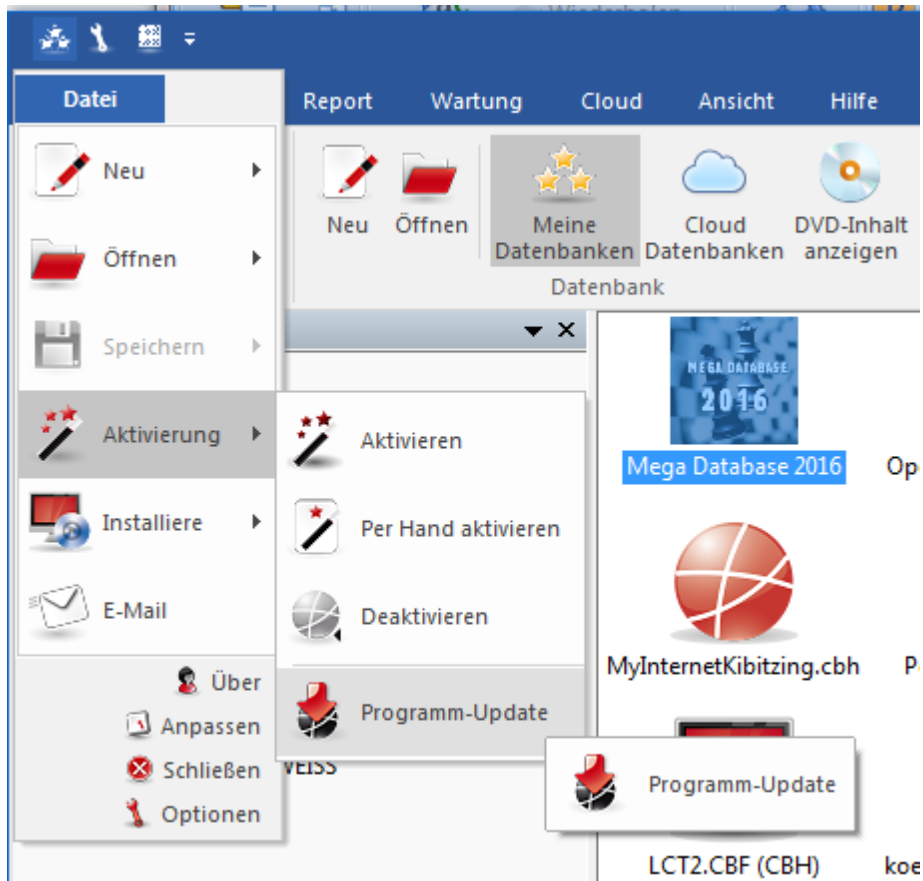 Wiederholen
Datei Report Wartung Cloud Ansicht Hilfe
Neu
Öffnen
Speichern
Aktivierung
Installiere
E-Mail
Über
Anpassen
Schließen
Optionen
Neu Öffnen Meine Datenbanken Cloud Datenbanken DVD-Inhalt anzeigen
Datenbank
Aktivieren
Per Hand aktivieren
Deaktivieren
Programm-Update
Programm-Update
MEGA DATABASE
2016
Mega Database 2016
MyInternetKibitzing.cbh
LCT2.CBF (CBH)